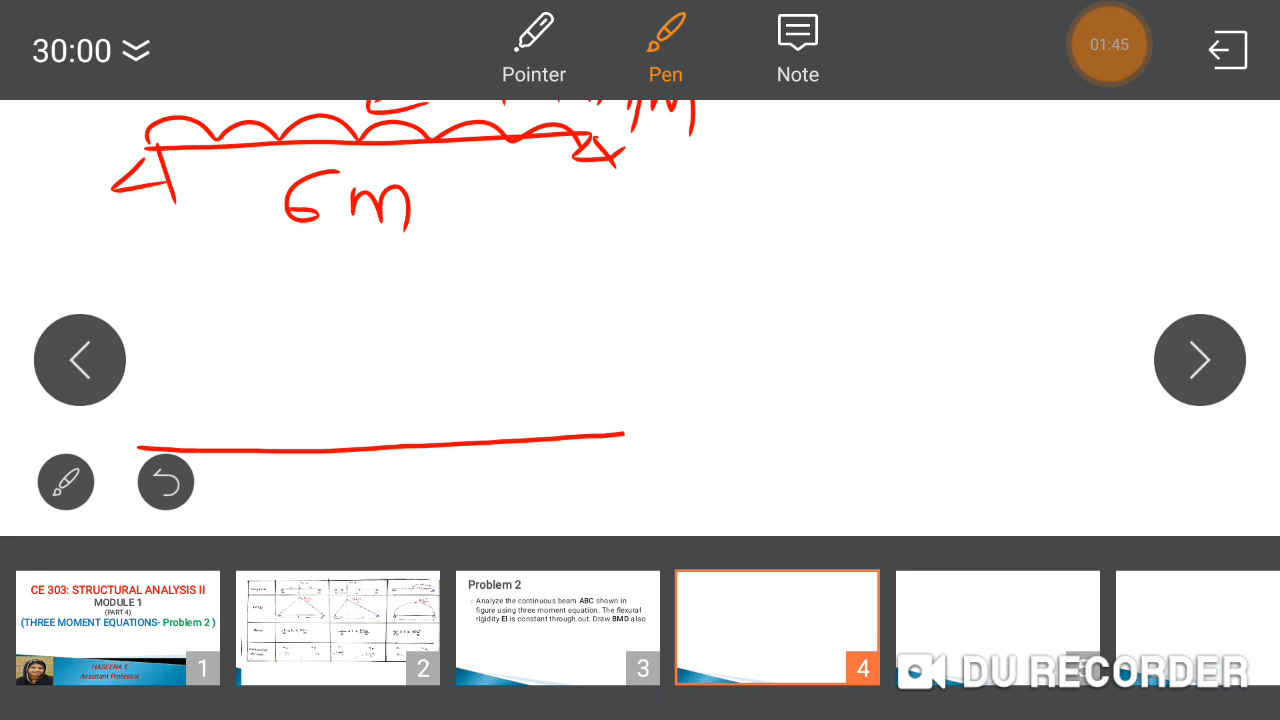 30:00
Pointer
Pen
Note
01:45
6 m
CE 303: STRUCTURAL ANALYSIS II
MODULE 1
(PART 4)
(THREE MOMENT EQUATIONS- Problem 2 )
HASEENA E.
Assistant Professor
1
2
Problem 2
Analyze the continuous beam ABC shown in
figure using three moment equation. The flexural
rigidity EI is constant through out. Draw BMD also
3
4
5
DU RECORDER